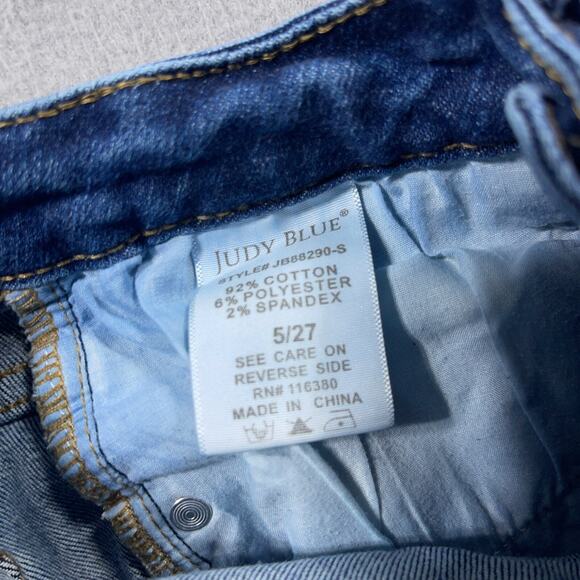 JUDY BLUE®
STYLE# JB88290-S
92% COTTON
6% POLYESTER
2% SPANDEX
5/27
SEE CARE ON
REVERSE SIDE
RN# 116380
MADE IN CHINA